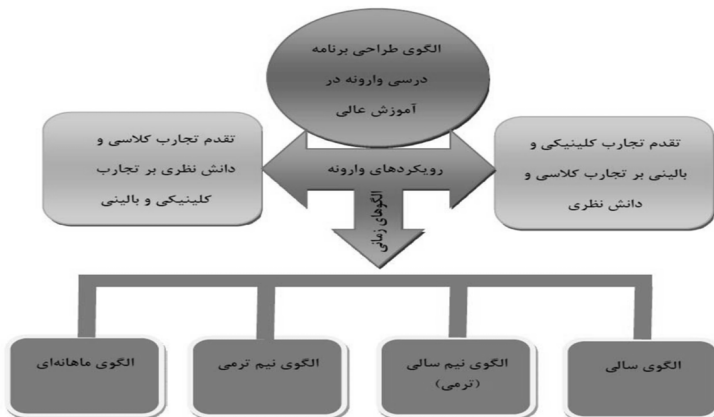 الگوی طراحی برنامه
درسی وارونه در
آموزش عالی
تقدم تجارب کلینیکی و
بالینی بر تجارب کلاسی و
دانش نظری
رویکردهای وارونه
تقدم تجارب کلاسی و
دانش نظری بر تجارب
کلینیکی و بالینی
الگوهای زمانی
الگوی سالی
الگوی نیم سالی
(ترمی)
الگوی نیم ترمی
الگوی ماهانه‌ای